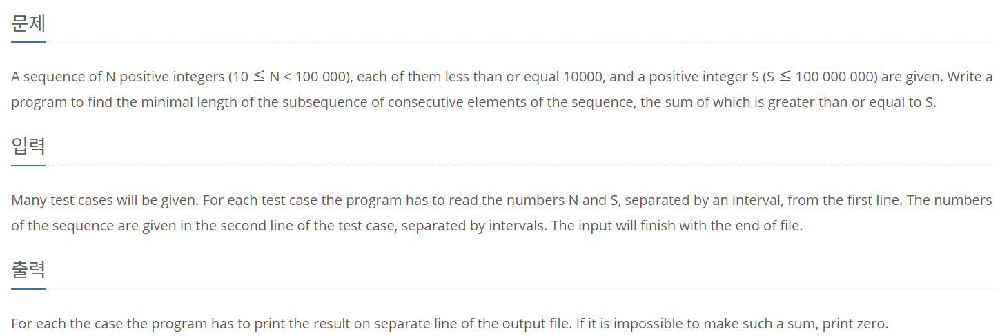 문제
A sequence of N positive integers (10 ≤ N < 100 000), each of them less than or equal 10000, and a positive integer S (S ≤ 100 000 000) are given. Write a
program to find the minimal length of the subsequence of consecutive elements of the sequence, the sum of which is greater than or equal to S.
입력
Many test cases will be given. For each test case the program has to read the numbers N and S, separated by an interval, from the first line. The numbers
of the sequence are given in the second line of the test case, separated by intervals. The input will finish with the end of file.
출력
For each the case the program has to print the result on separate line of the output file. If it is impossible to make such a sum, print zero.